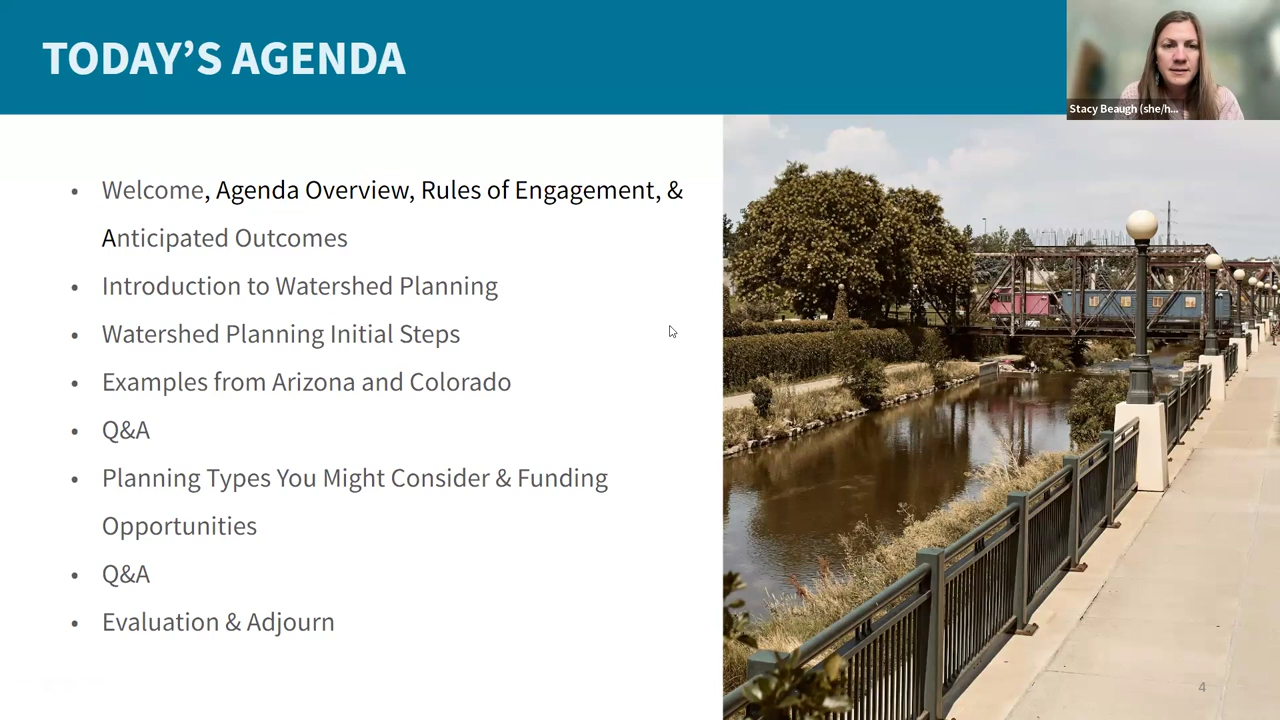 TODAY’S AGENDA
Stacy Beaugh (she/h...
• Welcome, Agenda Overview, Rules of Engagement, &
Anticipated Outcomes
• Introduction to Watershed Planning
• Watershed Planning Initial Steps
• Examples from Arizona and Colorado
• Q&A
• Planning Types You Might Consider & Funding
Opportunities
• Q&A
• Evaluation & Adjourn
4